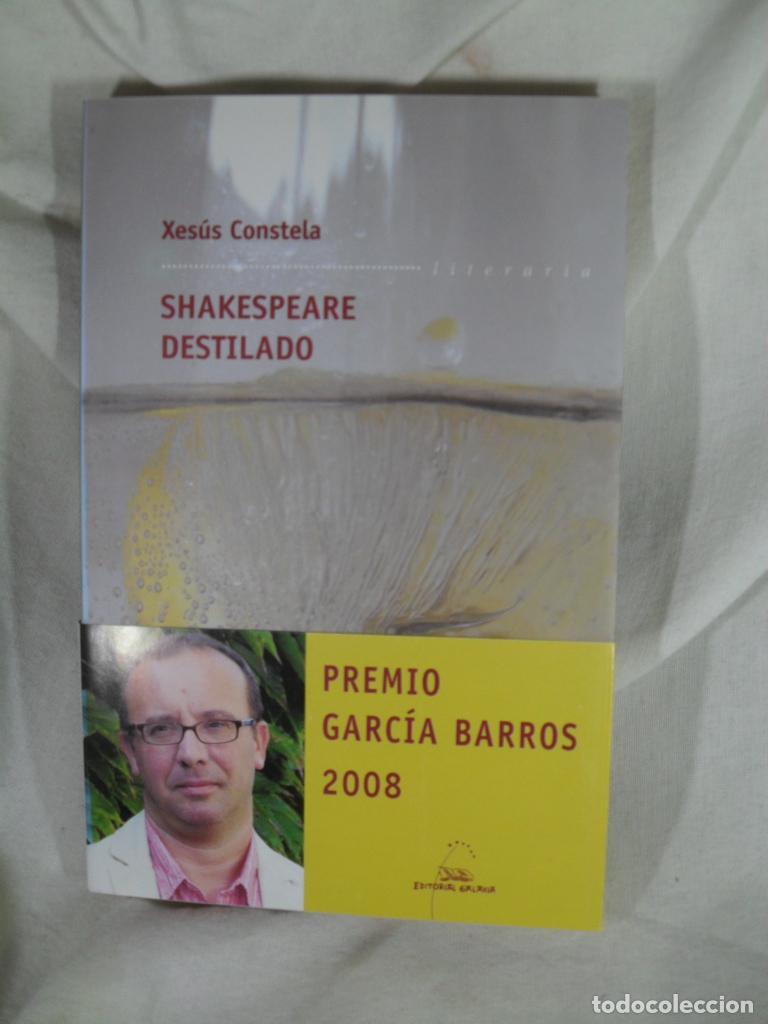 Xesús Constela
literaria
SHAKESPEARE
DESTILADO
PREMIO
GARCÍA BARROS
2008
EDITORIAL GALAXIA
todocoleccion